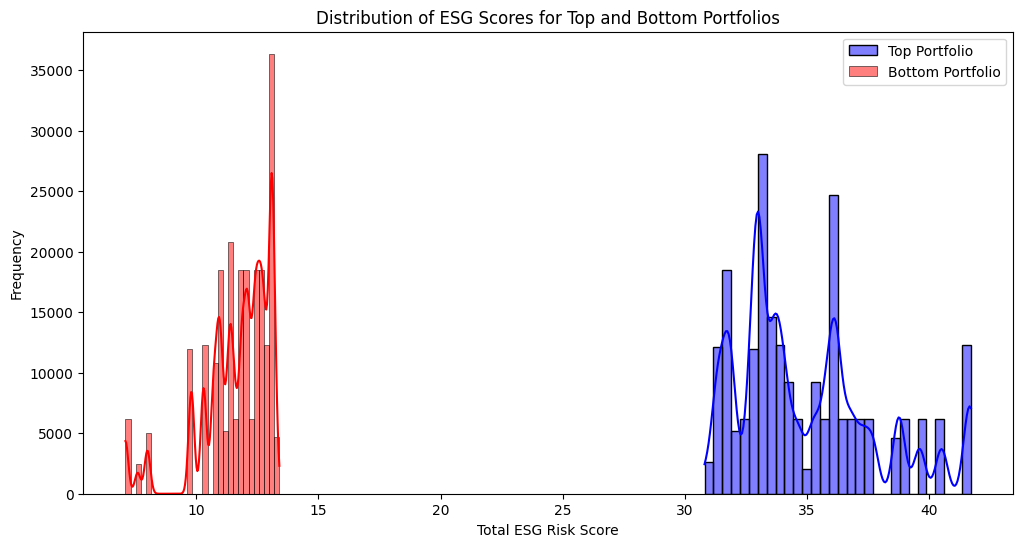 Distribution of ESG Scores for Top and Bottom Portfolios
Top Portfolio
Bottom Portfolio
Frequency
35000
30000
25000
20000
15000
10000
5000
0
10 15 20 25 30 35 40
Total ESG Risk Score